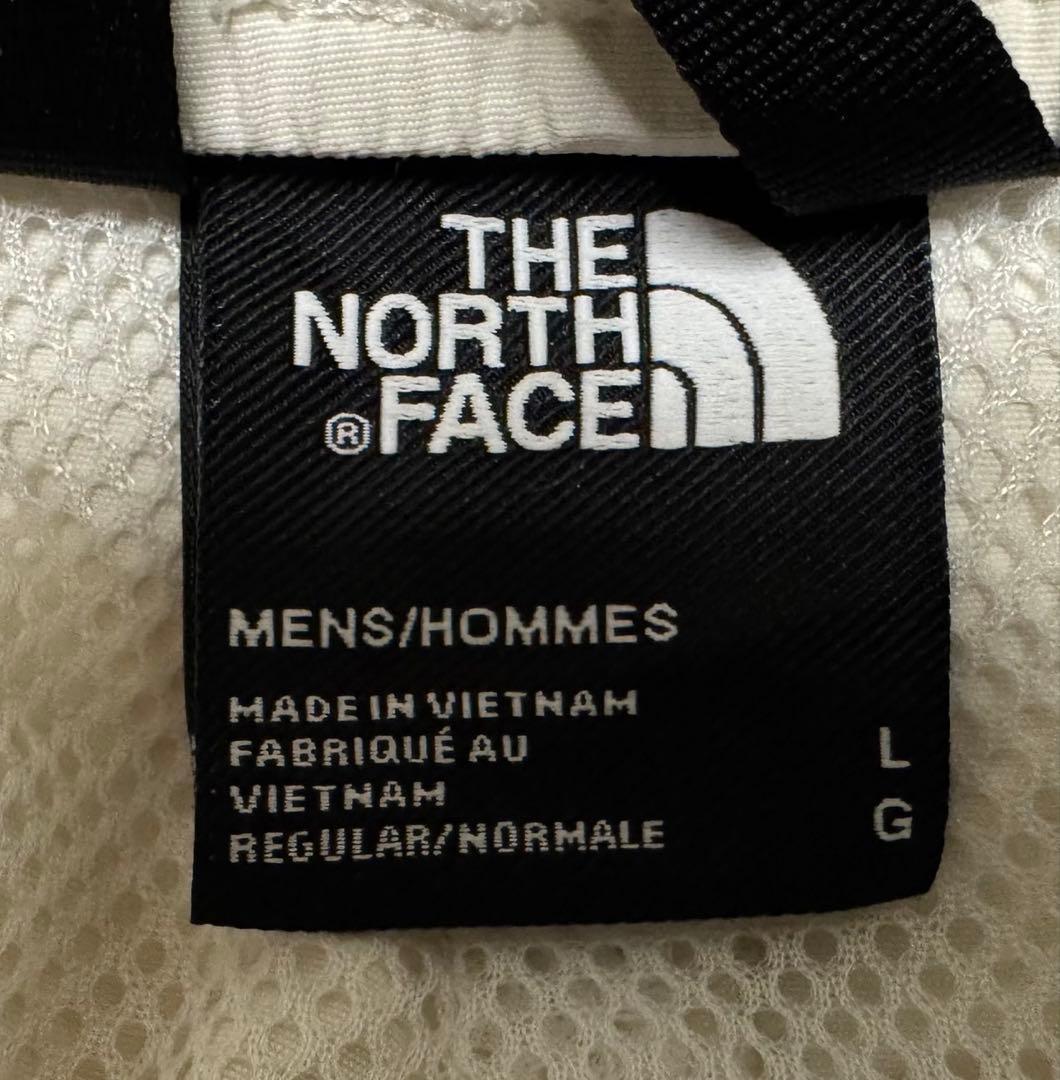 THE
NORTH
®FACE
MENS/HOMMES
MADE IN VIETNAM
FABRIQUÉ AU
VIETNAM
REGULAR/NORMALE
L
G